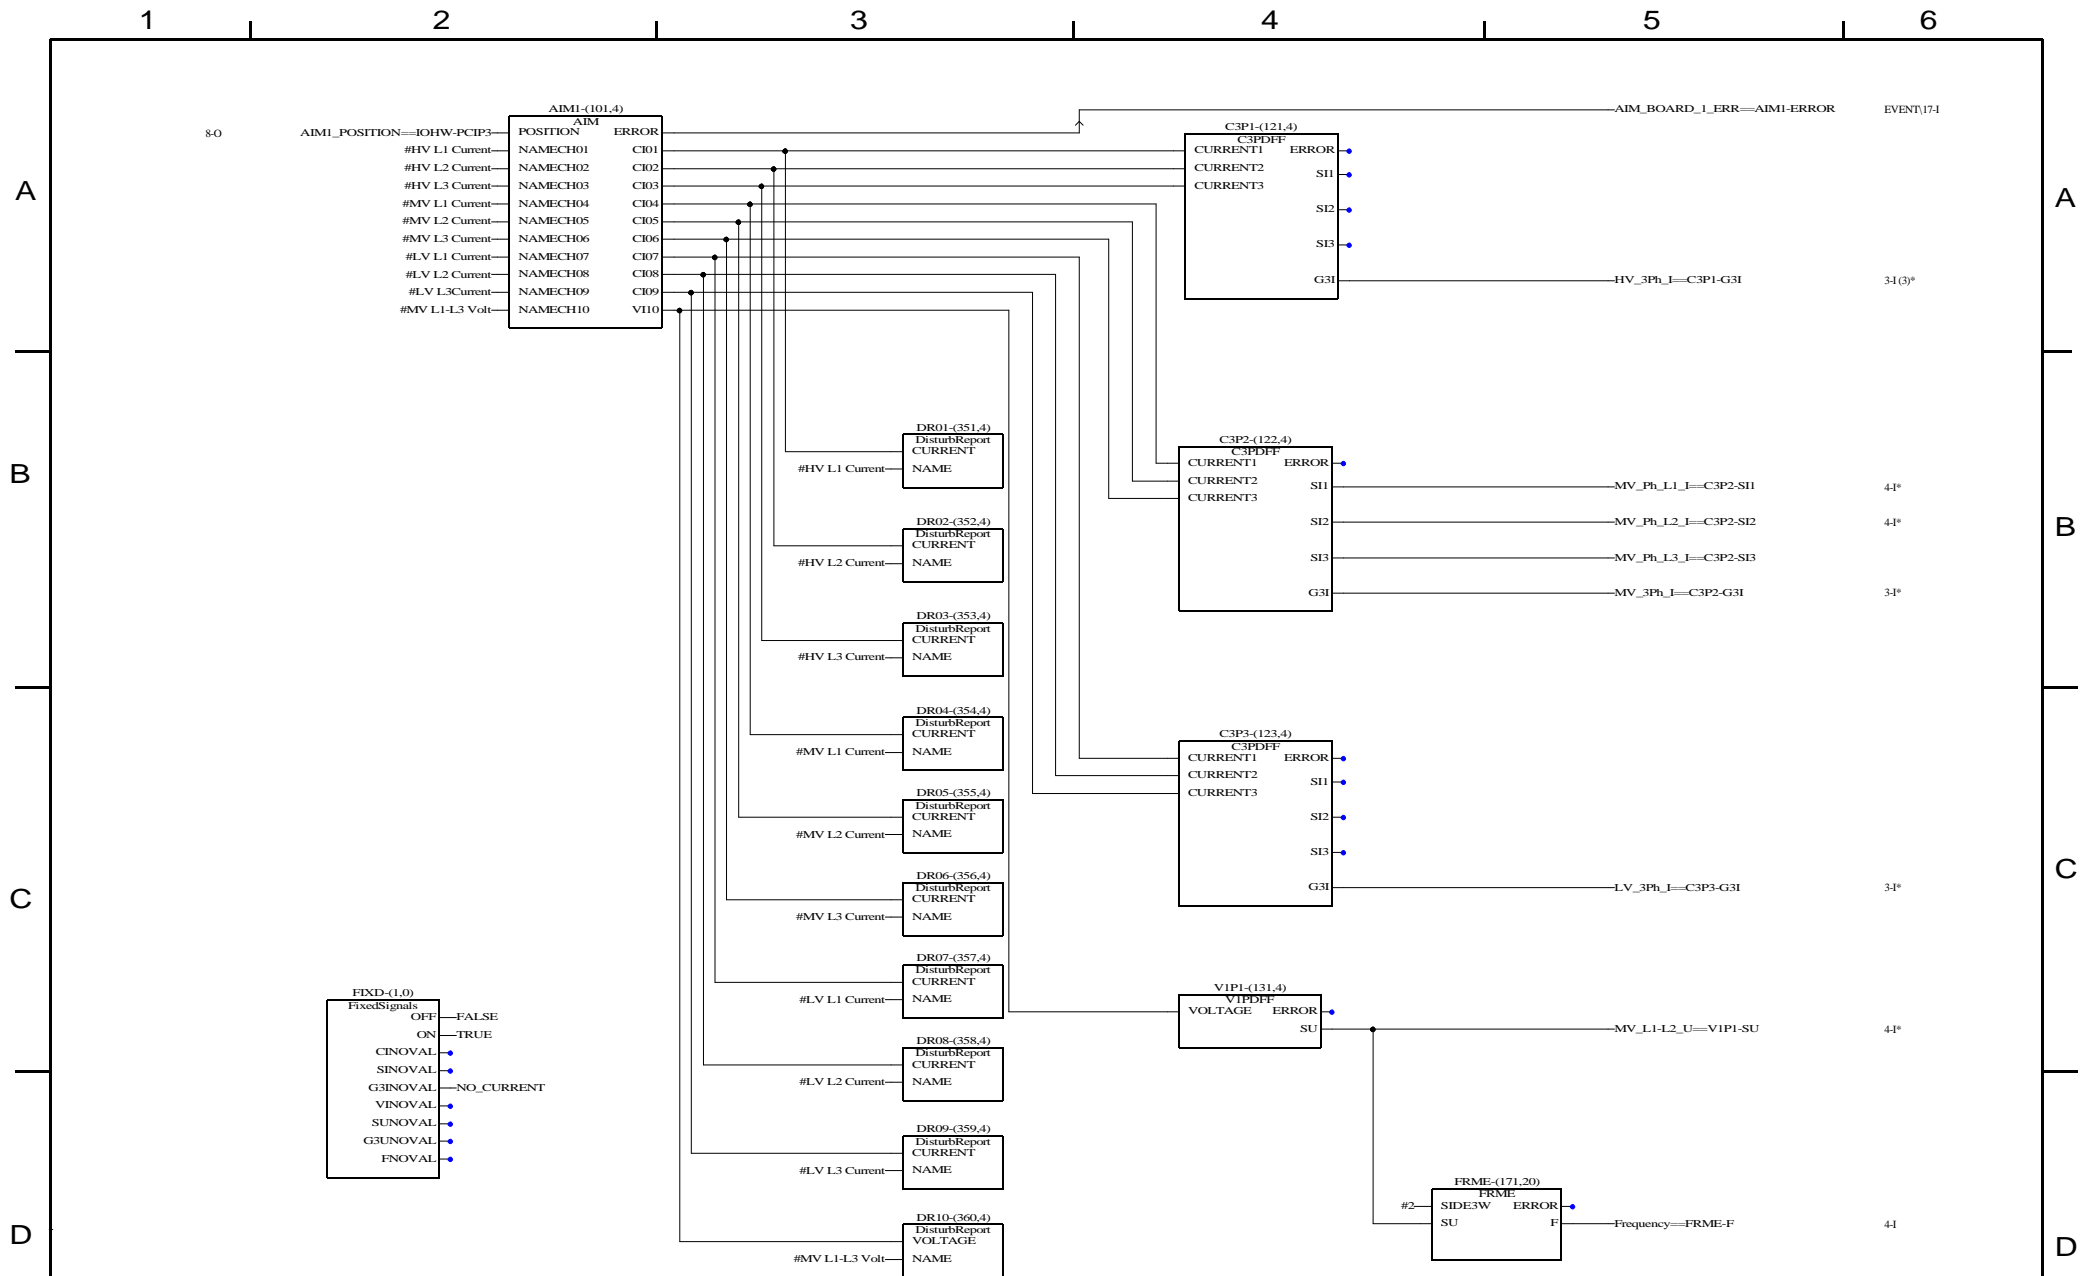 1 2 3 4 5 6
AIM1-(101,4)
AIM
8-O AIM1_POSITION==IOHW-PCIP3 POSITION ERROR
#HV L1 Current NAMECH01 CI01
#HV L2 Current NAMECH02 CI02
#HV L3 Current NAMECH03 CI03
#MV L1 Current NAMECH04 CI04
#MV L2 Current NAMECH05 CI05
#MV L3 Current NAMECH06 CI06
#LV L1 Current NAMECH07 CI07
#LV L2 Current NAMECH08 CI08
#LV L3Current NAMECH09 CI09
#MV L1-L3 Volt NAMECH10 VI10
AIM_BOARD_1_ERR==AIM1-ERROR EVENT\17-I
C3P1-(121,4)
C3PDFF
CURRENT1 ERROR
CURRENT2 SI1
CURRENT3
SI2
SI3
G3I HV_3Ph_I==C3P1-G3I 3-I (3)*
A A
DR01-(351,4)
DisturbReport
CURRENT
#HV L1 Current NAME
DR02-(352,4)
DisturbReport
CURRENT
#HV L2 Current NAME
DR03-(353,4)
DisturbReport
CURRENT
#HV L3 Current NAME
C3P2-(122,4)
C3PDFF
CURRENT1 ERROR
CURRENT2 SI1 MV_Ph_L1_I==C3P2-SI1 4-I*
CURRENT3
SI2 MV_Ph_L2_I==C3P2-SI2 4-I*
SI3 MV_Ph_L3_I==C3P2-SI3
G3I MV_3Ph_I==C3P2-G3I 3-I*
B B
DR04-(354,4)
DisturbReport
CURRENT
#MV L1 Current NAME
DR05-(355,4)
DisturbReport
CURRENT
#MV L2 Current NAME
DR06-(356,4)
DisturbReport
CURRENT
#MV L3 Current NAME
DR07-(357,4)
DisturbReport
CURRENT
#LV L1 Current NAME
C3P3-(123,4)
C3PDFF
CURRENT1 ERROR
CURRENT2 SI1
CURRENT3
SI2
SI3
G3I LV_3Ph_I==C3P3-G3I 3-I*
C C
FIXD-(1,0)
FixedSignals
OFF FALSE
ON TRUE
CINOVAL
SINOVAL
G3INOVAL NO_CURRENT
VINOVAL
SUNOVAL
G3UNOVAL
FNOVAL
V1P1-(131,4)
V1PDFF
VOLTAGE ERROR
SU MV_L1-L2_U==V1P1-SU 4-I*
DR08-(358,4)
DisturbReport
CURRENT
#LV L2 Current NAME
DR09-(359,4)
DisturbReport
CURRENT
#LV L3 Current NAME
DR10-(360,4)
DisturbReport
VOLTAGE
#MV L1-L3 Volt NAME
FRME-(171,20)
FRME
#2 SIDE3W ERROR
SU F Frequency==FRME-F 4-I
D D